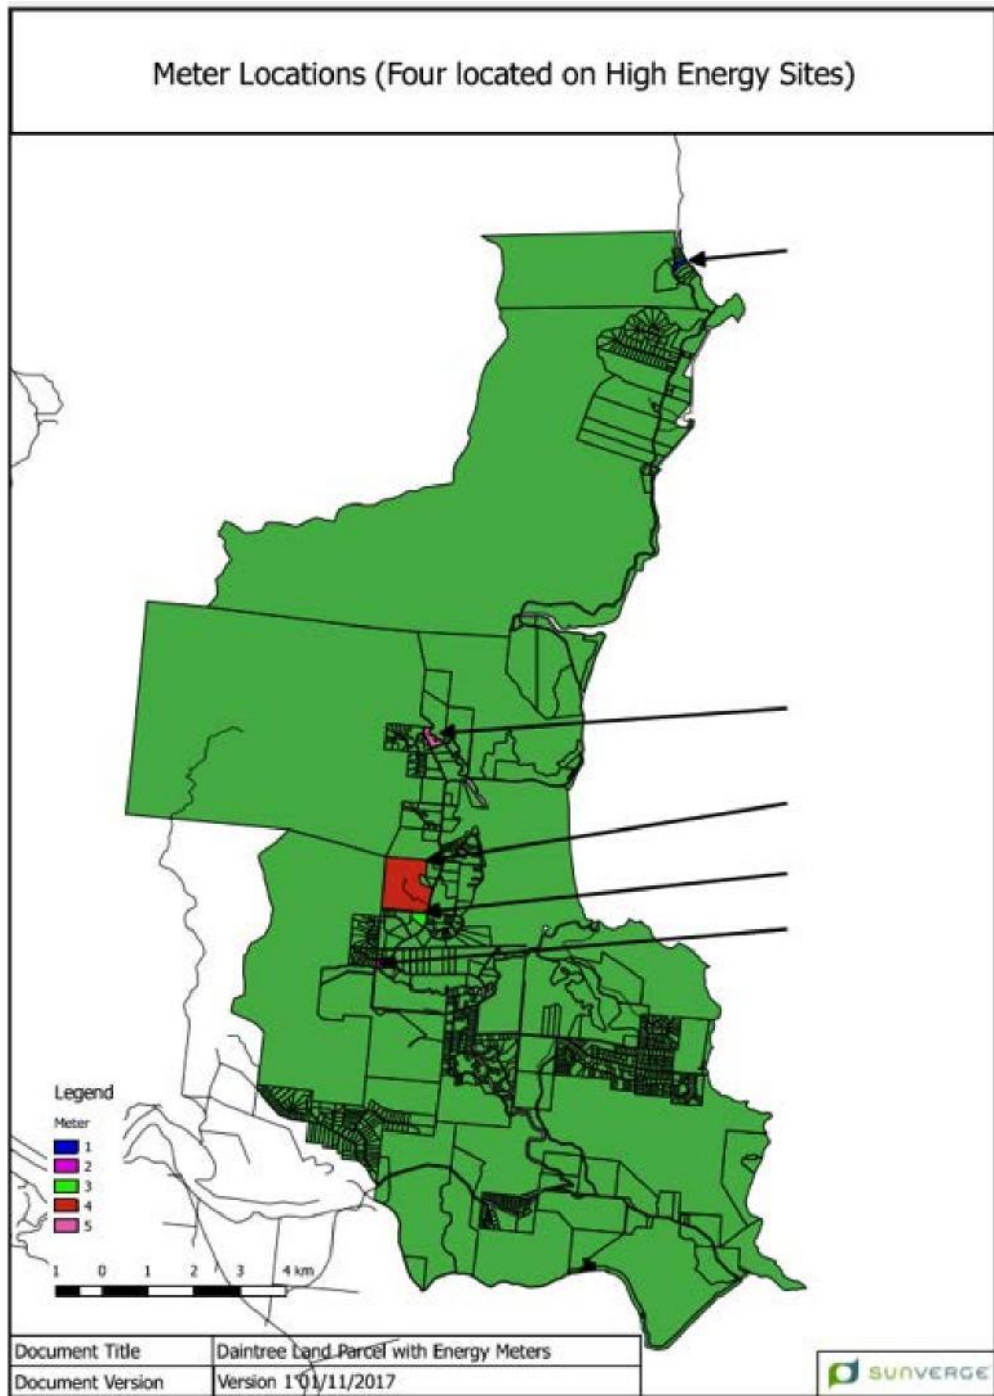 Meter Locations (Four located on High Energy Sites)
Legend
Meter
1
2
3
4
5
1 0 1 2 3 4 km
Document Title Daintree Land Parcel with Energy Meters
Document Version Version 1 01/11/2017
SUNVERGE